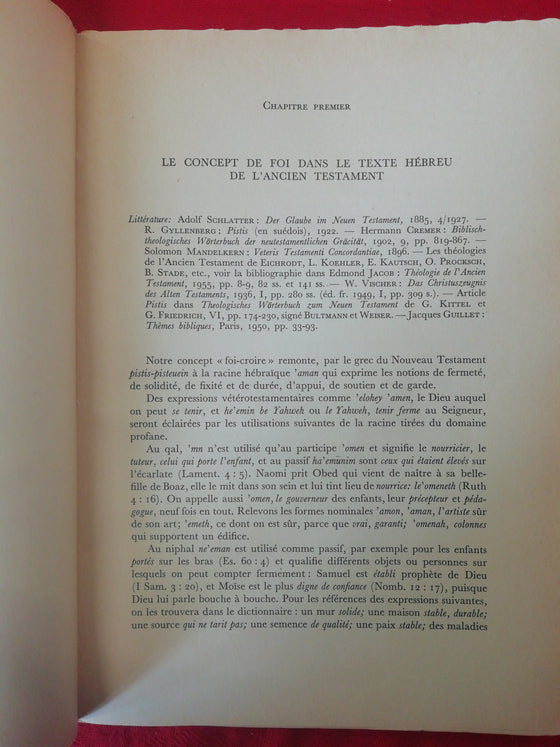 CHAPITRE PREMIER
LE CONCEPT DE FOI DANS LE TEXTE HÉBREU
DE L'ANCIEN TESTAMENT
Littérature: Adolf SCHLATTER : Der Glaube im Neuen Testament, 1885, 4/1927. —
R. GYLLENBERG : Pistis (en suédois), 1922. — Hermann CREMER : Biblisch-
theologisches Wörterbuch der neutestamentlichen Gräcität, 1902, 9, pp. 819-867. —
Solomon MANDELKERN : Veteris Testamenti Concordantiae, 1896. — Les théologies
de l'Ancien Testament de EICHRODT, L. KOEHLER, E. KAUTSCH, O. PROCKSCH,
B. STADE, etc., voir la bibliographie dans Edmond JACOB : Théologie de l'Ancien
Testament, 1955, pp. 8-9, 82 ss. et 141 ss. — W. VISCHER : Das Christuszeugnis
des Alten Testaments, 1936, I, pp. 280 ss. (éd. fr. 1949, I, pp. 309 s.). — Article
Pistis dans Theologisches Wörterbuch zum Neuen Testament de G. KITTEL et
G. FRIEDRICH, VI, pp. 174-230, signé BULTMANN et WEISER. — Jacques GUILLET :
Thèmes bibliques, Paris, 1950, pp. 33-93.
Notre concept « foi-croire » remonte, par le grec du Nouveau Testament
pistis-pisteuein à la racine hébraïque 'aman qui exprime les notions de fermeté,
de solidité, de fixité et de durée, d'appui, de soutien et de garde.
Des expressions vétérotestamentaires comme 'elohey 'amen, le Dieu auquel
on peut se tenir, et he'emin be Yahweh ou le Yahweh, tenir ferme au Seigneur,
seront éclairées par les utilisations suivantes de la racine tirées du domaine
profane.
Au qal, 'mn n'est utilisé qu'au participe 'omen et signifie, le nourricier, le
tuteur, celui qui porte l'enfant, et au passif ha'emünim sont ceux qui étaient élevés sur
l'écarlate (Lament. 4 : 5). Naomi prit Obed qui vient de naître à sa belle-
fille de Boaz, elle le mit dans son sein et lui tint lieu de nourrice: le'omeneth (Ruth
4 : 16). On appelle aussi 'omen, le gouverneur des enfants, leur précepteur et péda-
gogue, neuf fois en tout. Relevons les formes nominales 'amon, 'aman, l'artiste sûr
de son art; 'emeth, ce dont on est sûr, parce que vrai, garanti; 'omenah, colonnes
qui supportent un édifice.
Au niphal ne'eman est utilisé comme passif, par exemple pour les enfants
portés sur les bras (Es. 60 : 4) et qualifie différents objets ou personnes sur
lesquels on peut compter fermement : Samuel est établi prophète de Dieu
(I Sam. 3 : 20), et Moïse est le plus digne de confiance (Nomb. 12 : 17), puisque
Dieu lui parle bouche à bouche. Pour les références des expressions suivantes,
on les trouvera dans le dictionnaire : un mur solide; une maison stable, durable;
une source qui ne tarit pas; une semence de qualité; une paix stable; des maladies